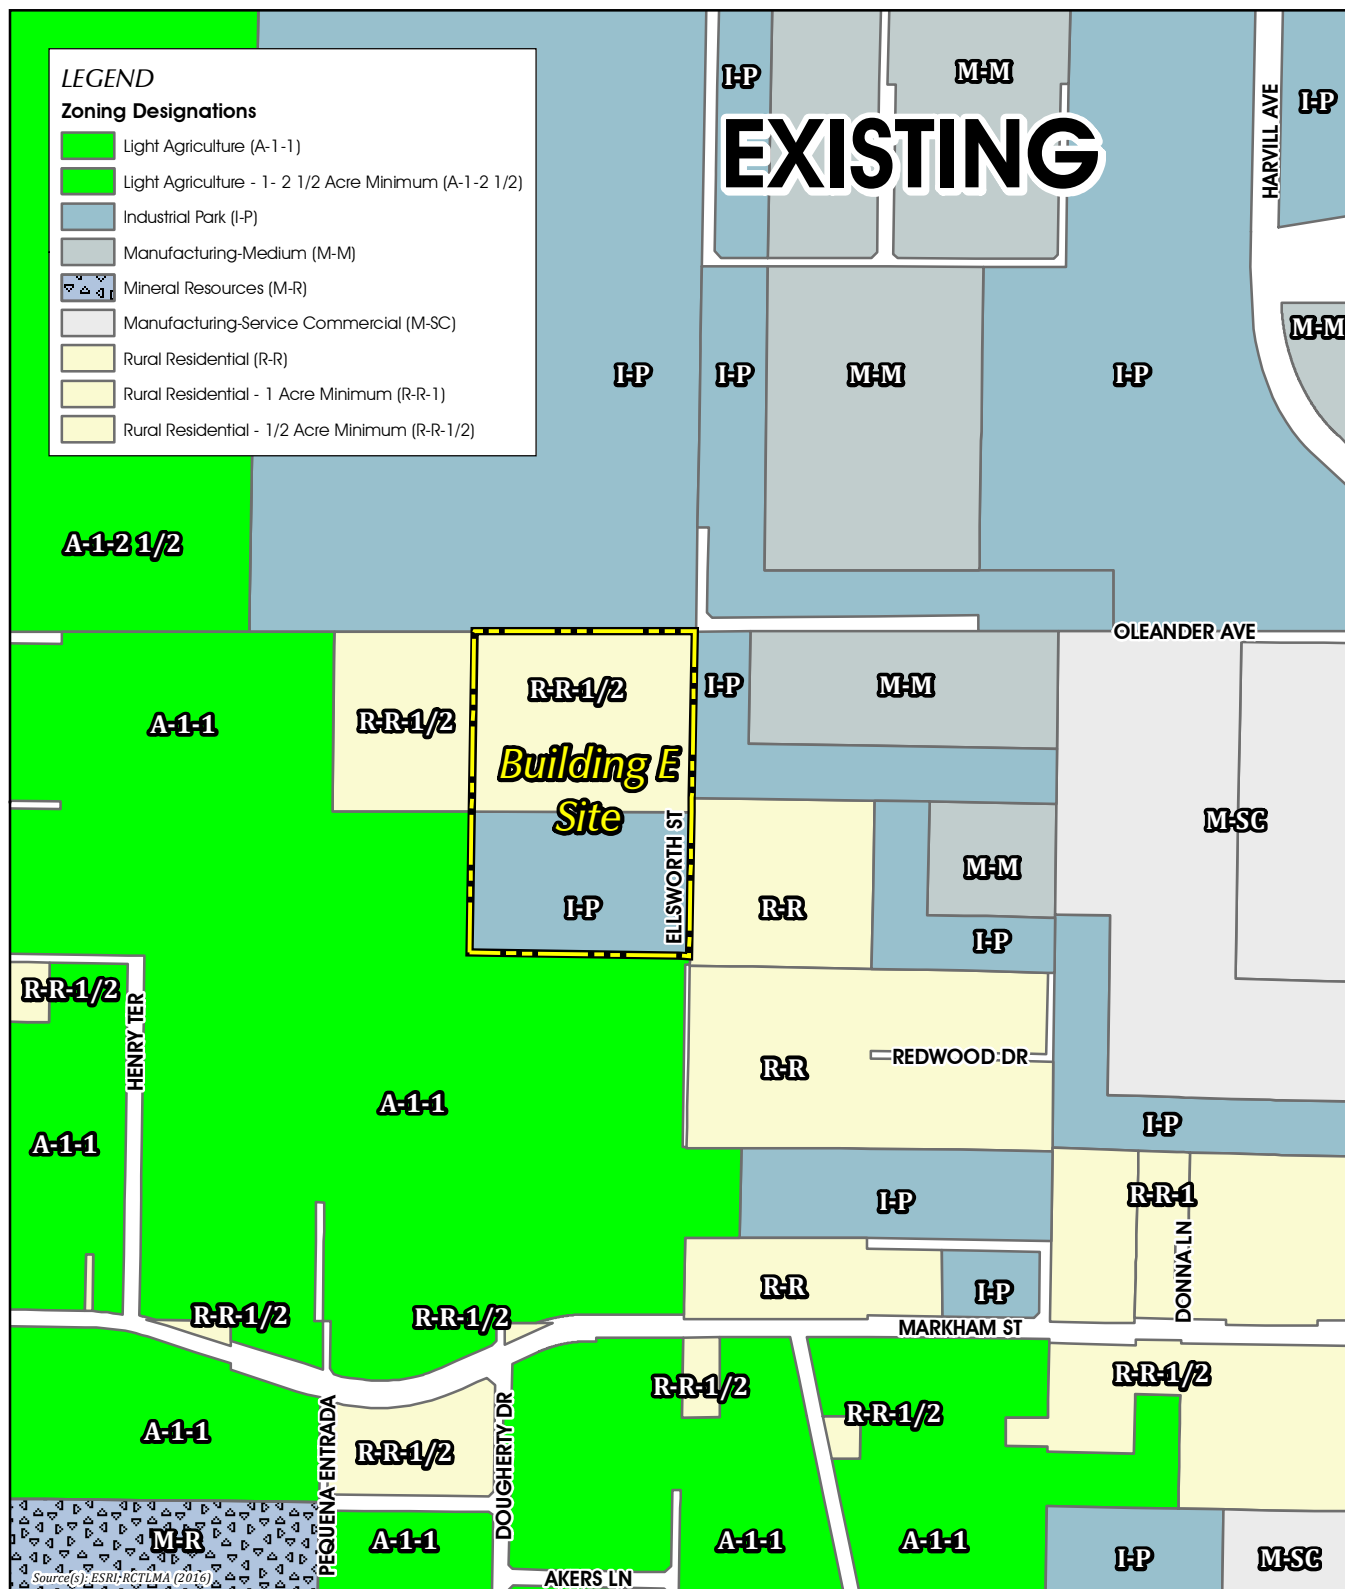 LEGEND
Zoning Designations
Light Agriculture (A-1-1)
Light Agriculture - 1- 2 1/2 Acre Minimum (A-1-2 1/2)
Industrial Park (I-P)
Manufacturing-Medium (M-M)
Mineral Resources (M-R)
Manufacturing-Service Commercial (M-SC)
Rural Residential (R-R)
Rural Residential - 1 Acre Minimum (R-R-1)
Rural Residential - 1/2 Acre Minimum (R-R-1/2)
I-P
M-M
I-P
HARVILL AVE
EXISTING
M-M
I-P
I-P
M-M
I-P
A-1-2 1/2
OLEANDER AVE
R-R-1/2
I-P
M-M
A-1-1
R-R-1/2
Building E
Site
ELLSWORTH ST
M-SC
M-M
I-P
R-R
I-P
R-R-1/2
HENRY TER
REDWOOD DR
R-R
A-1-1
I-P
A-1-1
I-P
R-R-1
DONNA LN
R-R
I-P
R-R-1/2
R-R-1/2
MARKHAM ST
R-R-1/2
R-R-1/2
R-R-1/2
A-1-1
R-R-1/2
PEQUENA ENTRADA
DOUGHERTY DR
M-R
A-1-1
A-1-1
A-1-1
I-P
M-SC
AKERS LN
Source(s): ESRI, RCTLMA (2016)